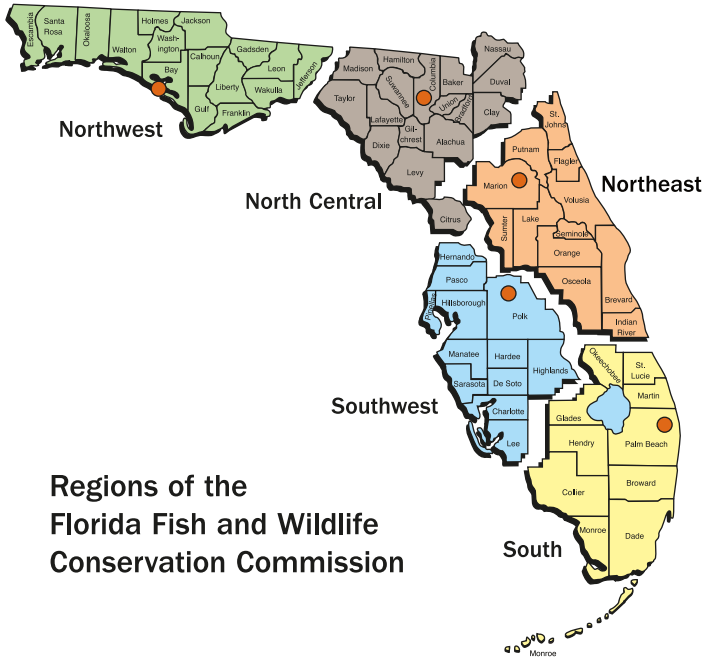 Escambia
Santa
Rosa
Okaloosa
Walton
Holmes
Wash-
ington
Jackson
Bay
Calhoun
Gulf
Liberty
Gadsden
Leon
Wakulla
Franklin
Jefferson
Northwest
Madison
Hamilton
Suwannee
Columbia
Taylor
Lafayette
Dixie
Gil-
chrest
Baker
Union
Bradford
Nassau
Duval
Clay
Alachua
Levy
Citrus
North Central
St.
Johns
Putnam
Flagler
Marion
Volusia
Sumter
Lake
Seminole
Orange
Osceola
Brevard
Indian
River
Northeast
Hernando
Pasco
Pinellas
Hillsborough
Polk
Manatee
Hardee
Highlands
Sarasota
De Soto
Charlotte
Lee
Southwest
Okeechobee
St.
Lucie
Martin
Glades
Palm Beach
Hendry
Broward
Collier
Monroe
Dade
South
Monroe
Regions of the
Florida Fish and Wildlife
Conservation Commission